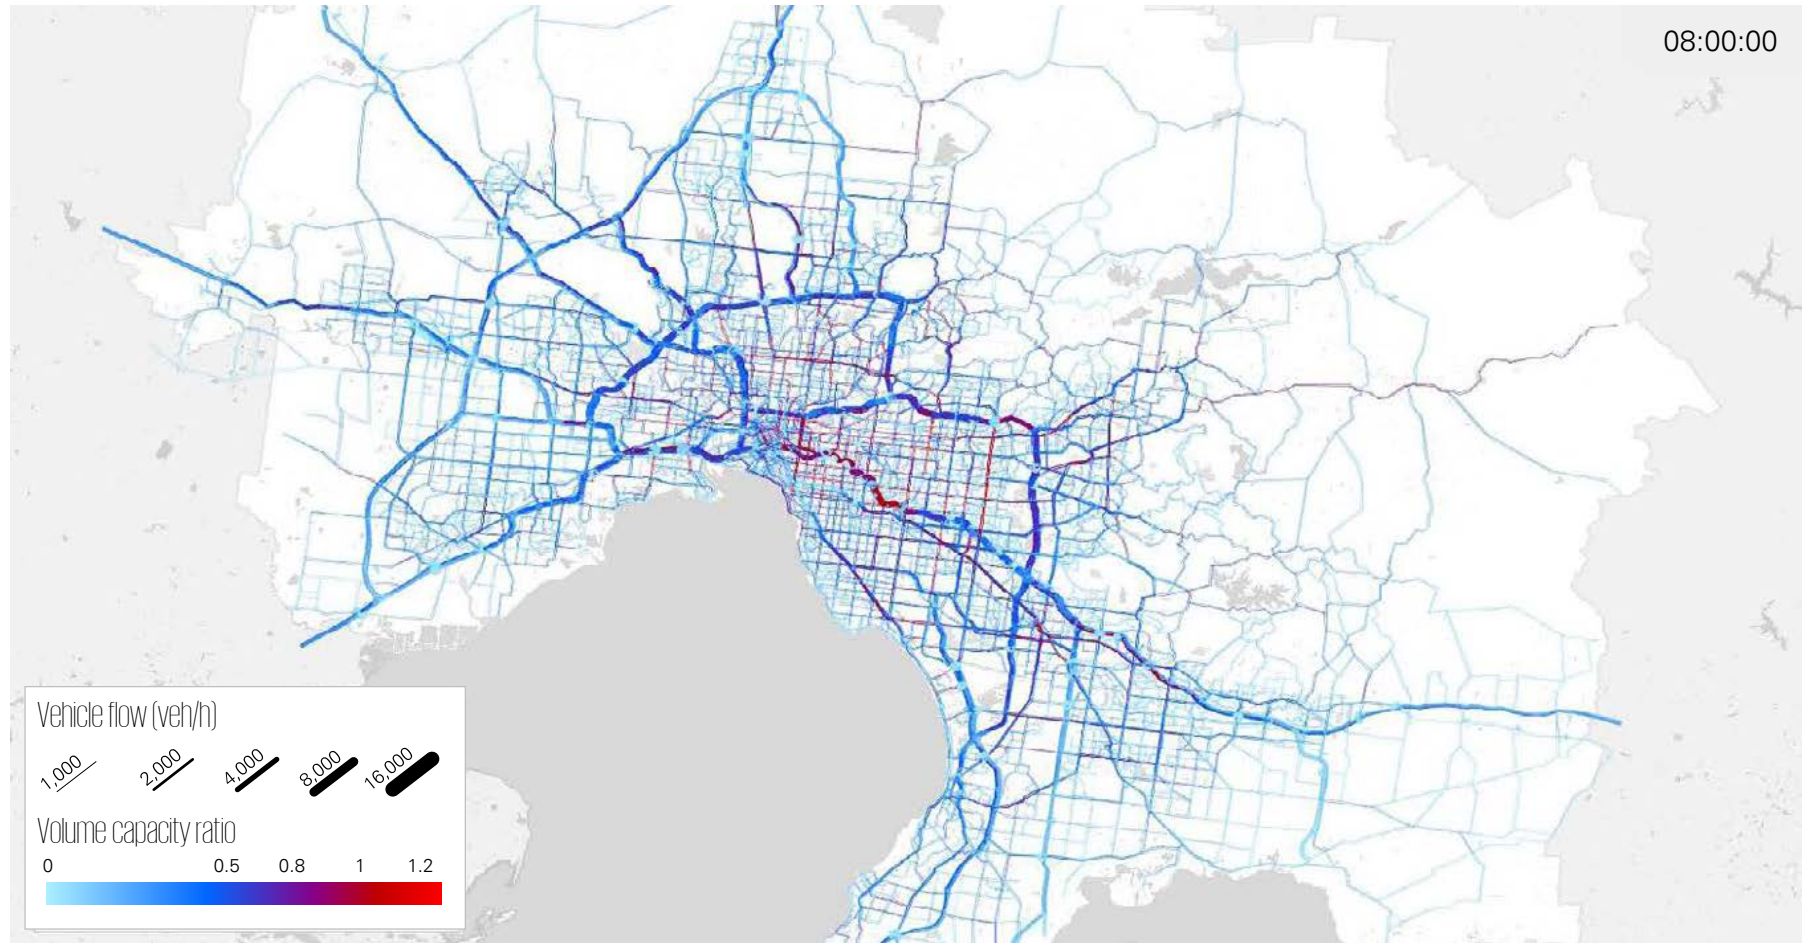 08:00:00
Vehicle flow (veh/h)
1,000 2,000 4,000 8,000 16,000
Volume capacity ratio
0 0.5 0.8 1 1.2